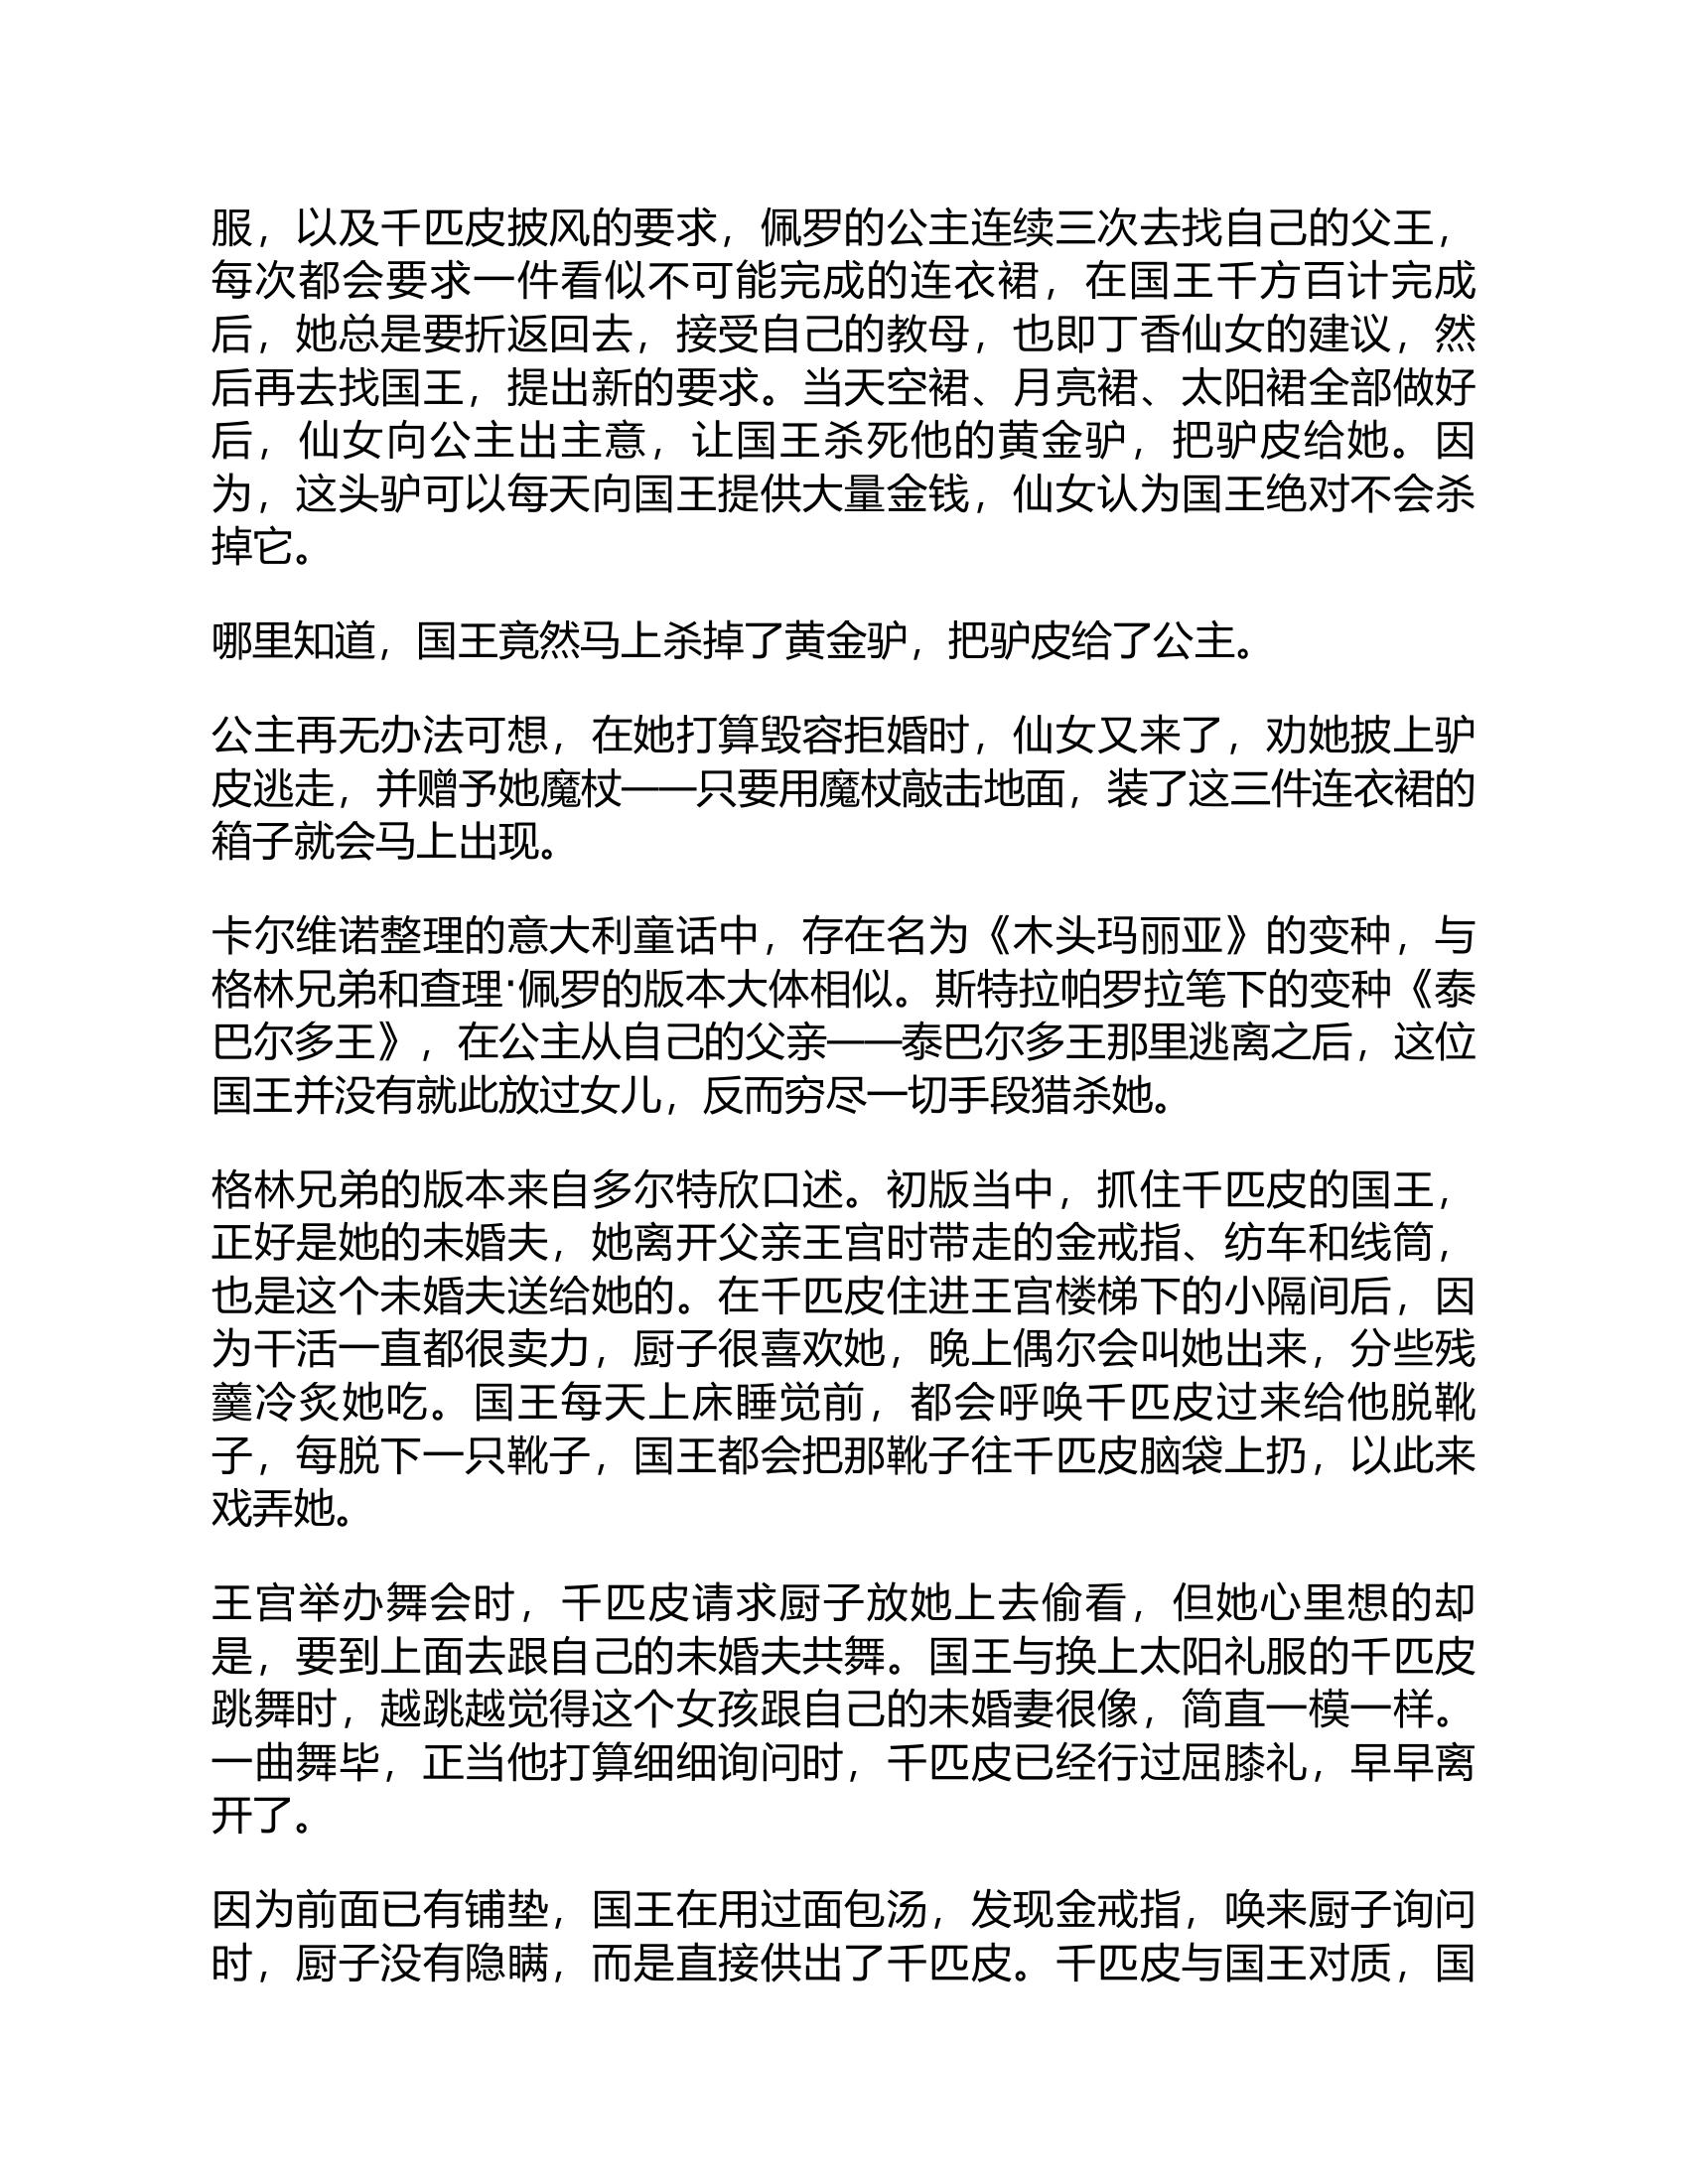 服，以及千匹皮披风的要求，佩罗的公主连续三次去找自己的父王，
每次都会要求一件看似不可能完成的连衣裙，在国王千方百计完成
后，她总是要折返回去，接受自己的教母，也即丁香仙女的建议，然
后再去找国王，提出新的要求。当天空裙、月亮裙、太阳裙全部做好
后，仙女向公主出主意，让国王杀死他的黄金驴，把驴皮给她。因
为，这头驴可以每天向国王提供大量金钱，仙女认为国王绝对不会杀
掉它。
哪里知道，国王竟然马上杀掉了黄金驴，把驴皮给了公主。
公主再无办法可想，在她打算毁容拒婚时，仙女又来了，劝她披上驴
皮逃走，并赠予她魔杖——只要用魔杖敲击地面，装了这三件连衣裙的
箱子就会马上出现。
卡尔维诺整理的意大利童话中，存在名为《木头玛丽亚》的变种，与
格林兄弟和查理·佩罗的版本大体相似。斯特拉帕罗拉笔下的变种《泰
巴尔多王》，在公主从自己的父亲——泰巴尔多王那里逃离之后，这位
国王并没有就此放过女儿，反而穷尽一切手段猎杀她。
格林兄弟的版本来自多尔特欣口述。初版当中，抓住千匹皮的国王，
正好是她的未婚夫，她离开父亲王宫时带走的金戒指、纺车和线筒，
也是这个未婚夫送给她的。在千匹皮住进王宫楼梯下的小隔间后，因
为干活一直都很卖力，厨子很喜欢她，晚上偶尔会叫她出来，分些残
羹冷炙她吃。国王每天上床睡觉前，都会呼唤千匹皮过来给他脱靴
子，每脱下一只靴子，国王都会把那靴子往千匹皮脑袋上扔，以此来
戏弄她。
王宫举办舞会时，千匹皮请求厨子放她上去偷看，但她心里想的却
是，要到上面去跟自己的未婚夫共舞。国王与换上太阳礼服的千匹皮
跳舞时，越跳越觉得这个女孩跟自己的未婚妻很像，简直一模一样。
一曲舞毕，正当他打算细细询问时，千匹皮已经行过屈膝礼，早早离
开了。
因为前面已有铺垫，国王在用过面包汤，发现金戒指，唤来厨子询问
时，厨子没有隐瞒，而是直接供出了千匹皮。千匹皮与国王对质，国